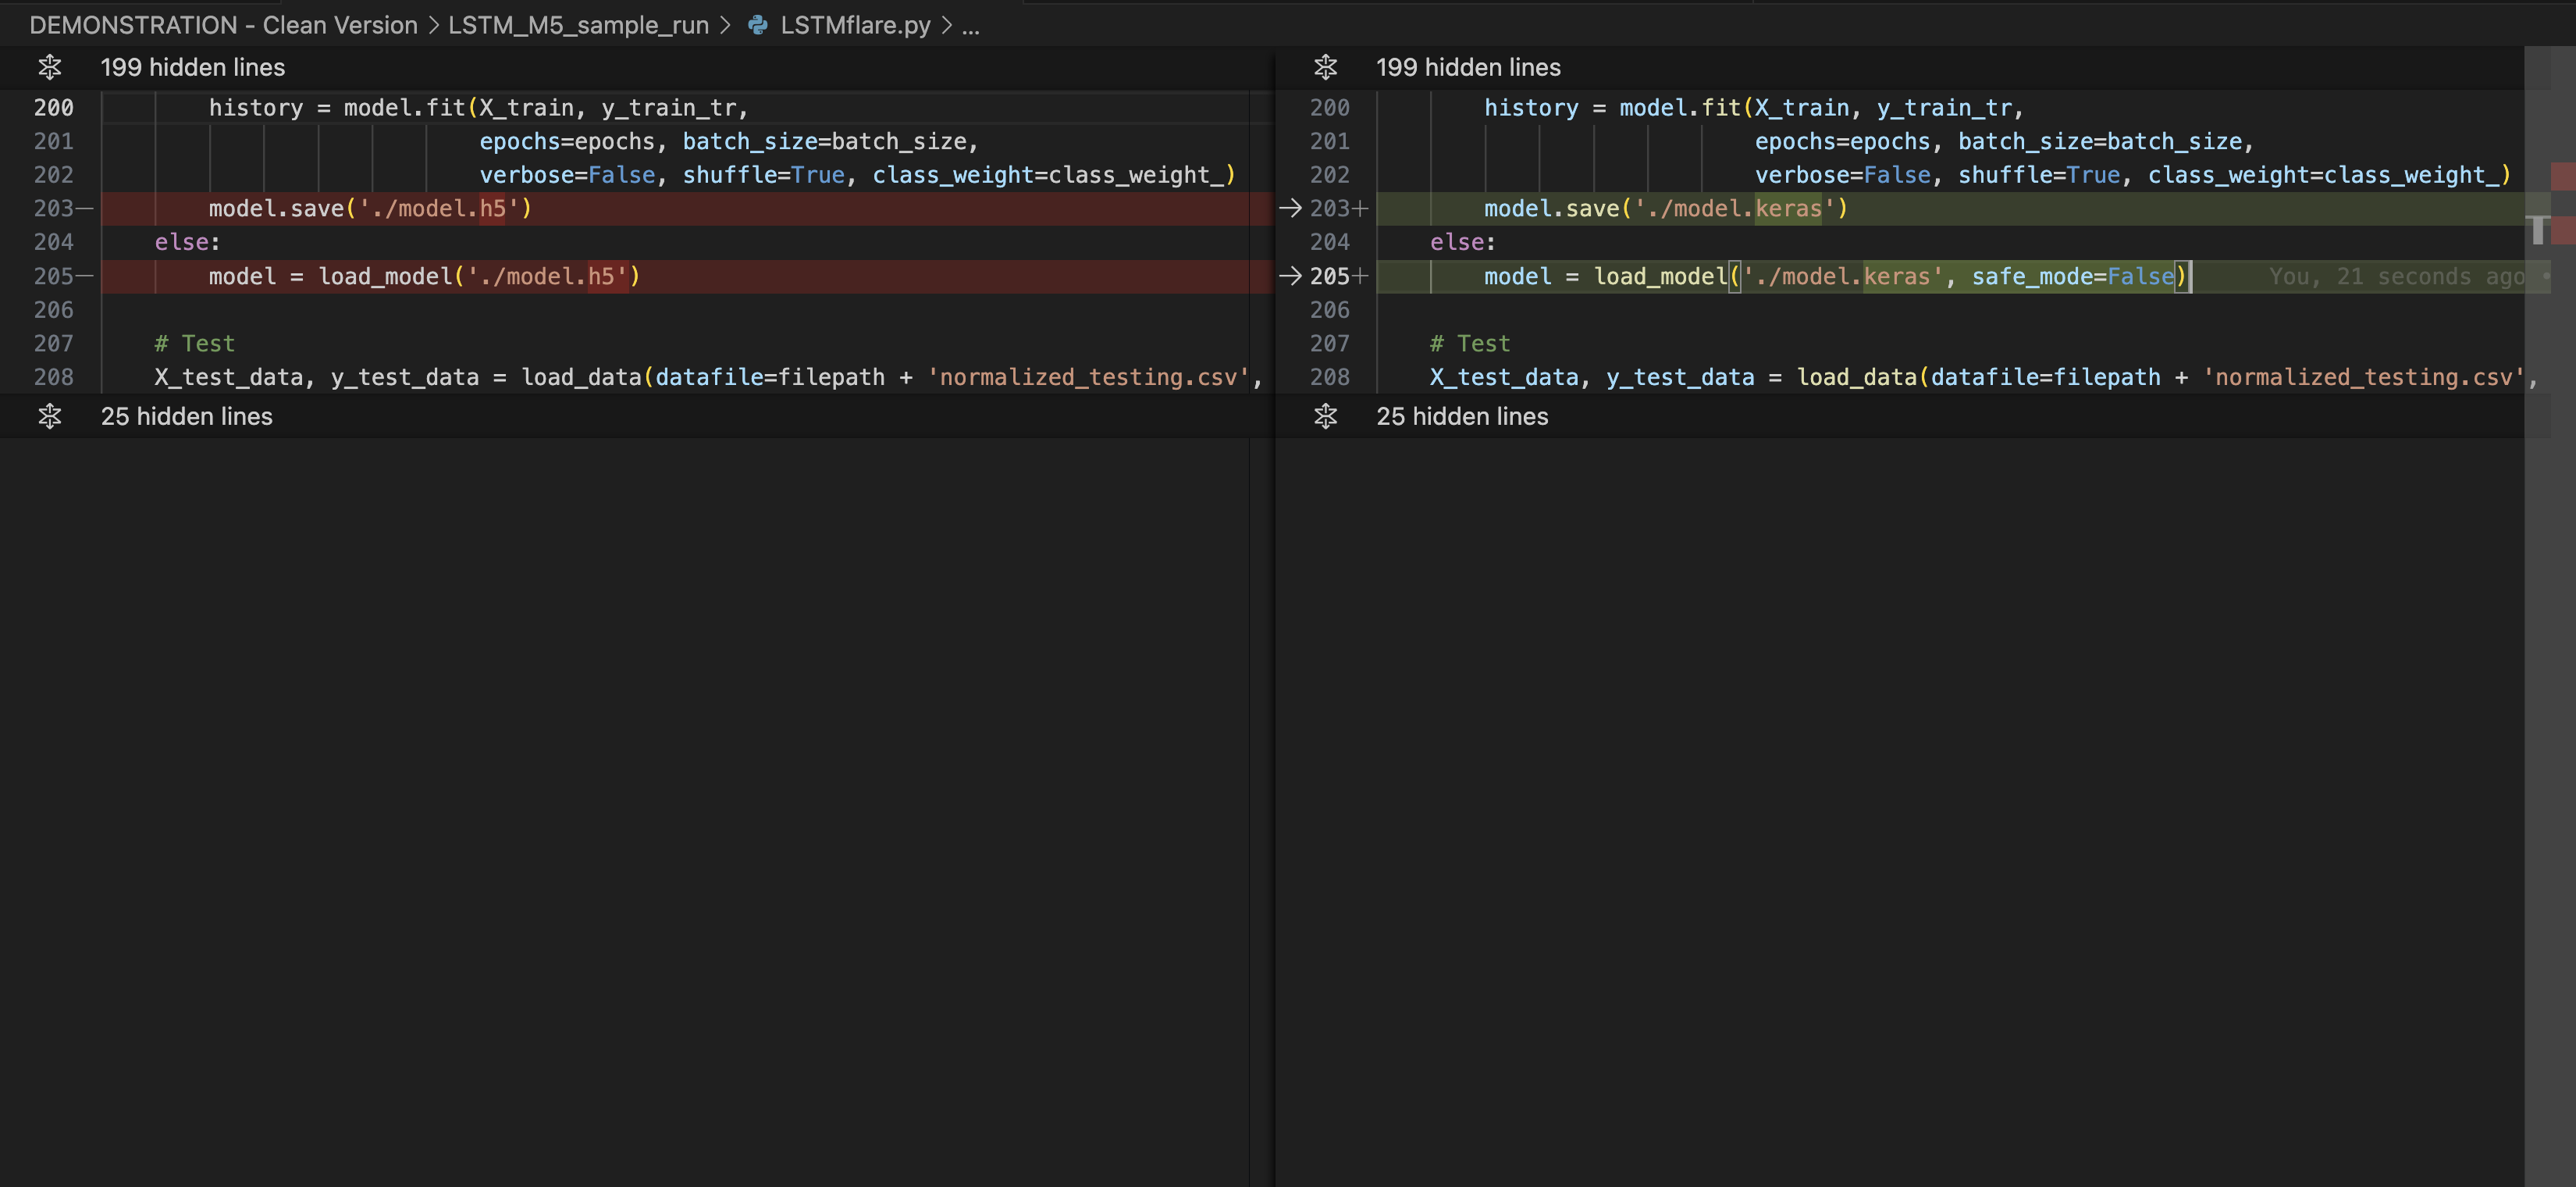 DEMONSTRATION - Clean Version > LSTM_M5_sample_run > LSTMflare.py > ...
199 hidden lines
200 history = model.fit(X_train, y_train_tr,
201 epochs=epochs, batch_size=batch_size,
202 verbose=False, shuffle=True, class_weight=class_weight_)
203— model.save('./model.h5')
204 else:
205— model = load_model('./model.h5')
206
207 # Test
208 X_test_data, y_test_data = load_data(datafile=filepath + 'normalized_testing.csv',
25 hidden lines
199 hidden lines
200 history = model.fit(X_train, y_train_tr,
201 epochs=epochs, batch_size=batch_size,
202 verbose=False, shuffle=True, class_weight=class_weight_)
→ 203+ model.save('./model.keras')
204 else:
→ 205+ model = load_model('./model.keras', safe_mode=False) You, 21 seconds ago •
206
207 # Test
208 X_test_data, y_test_data = load_data(datafile=filepath + 'normalized_testing.csv',
25 hidden lines